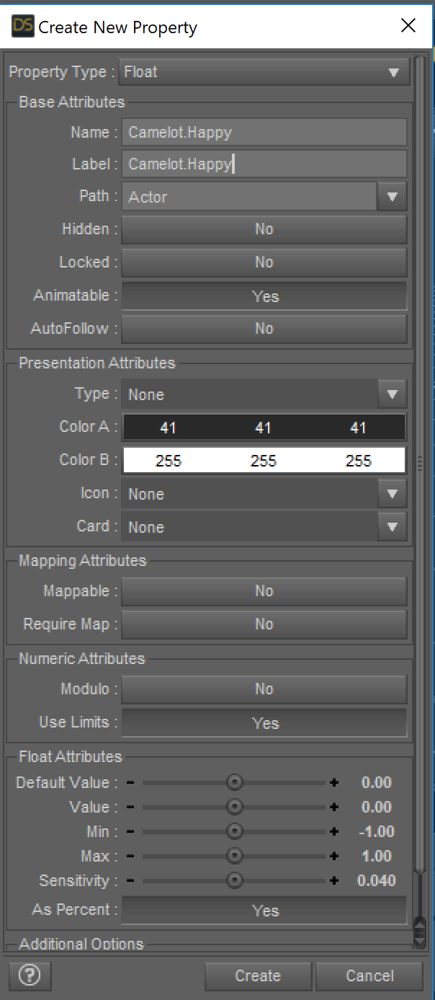 DS Create New Property
Property Type : Float
Base Attributes
Name : Camelot.Happy
Label : Camelot.Happy
Path : Actor
Hidden : No
Locked : No
Animatable : Yes
AutoFollow : No
Presentation Attributes
Type : None
Color A : 41 41 41
Color B : 255 255 255
Icon : None
Card : None
Mapping Attributes
Mappable : No
Require Map : No
Numeric Attributes
Modulo : No
Use Limits : Yes
Float Attributes
Default Value : - + 0.00
Value : - + 0.00
Min : - + -1.00
Max : - + 1.00
Sensitivity : - + 0.040
As Percent : Yes
Additional Options
? Create Cancel